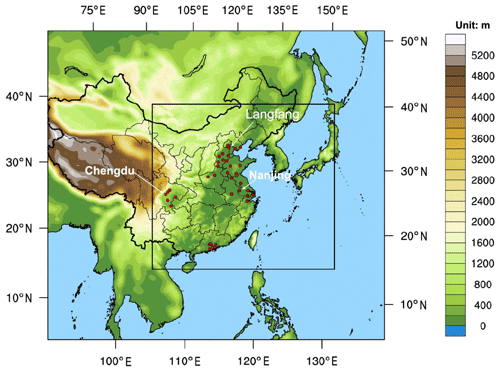 75°E 90°E 105°E 120°E 135°E 150°E
Unit: m
50°N
40°N
40°N
30°N
30°N
20°N
20°N
10°N
10°N
Langfang
Chengdu
Nanjing
100°E 110°E 120°E 130°E
5200
4800
4400
4000
3600
3200
2800
2400
2000
1600
1200
800
400
0